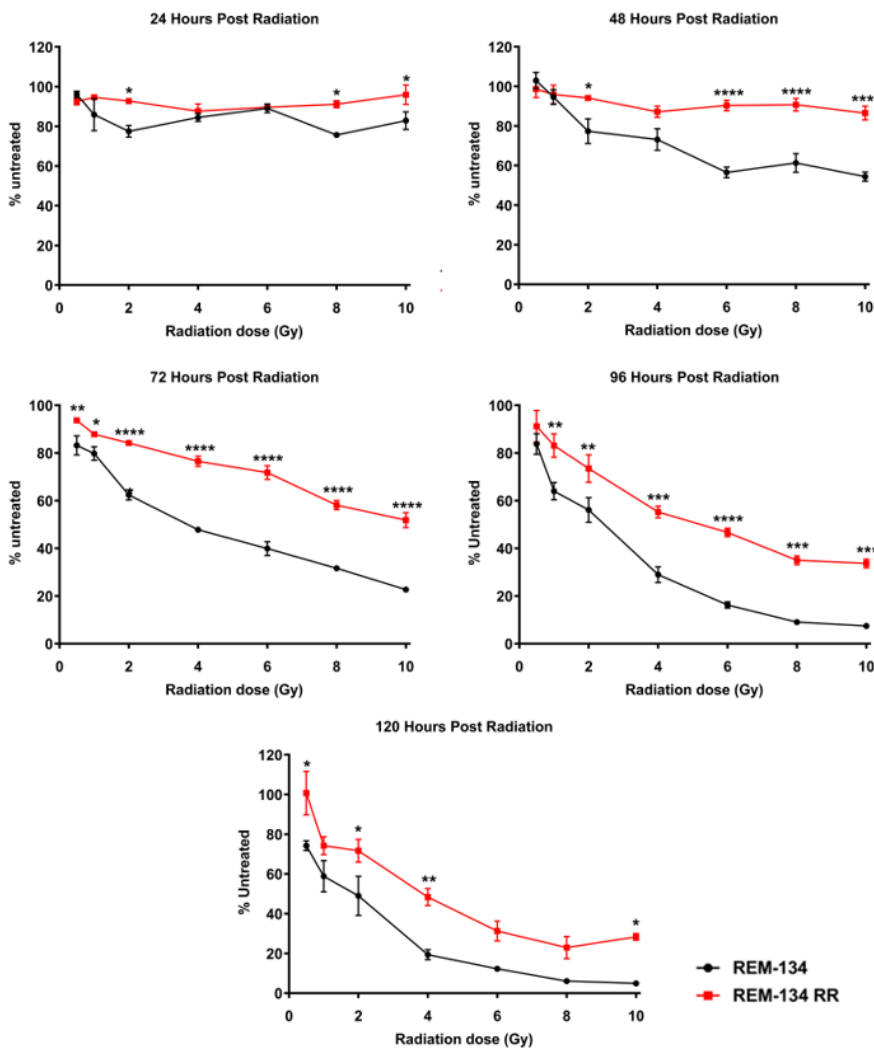 24 Hours Post Radiation
120
100
80
60
40
20
0
% untreated
* * *
0 2 4 6 8 10
Radiation dose (Gy)
48 Hours Post Radiation
120
100
80
60
40
20
0
% untreated
* **** **** ***
0 2 4 6 8 10
Radiation dose (Gy)
72 Hours Post Radiation
100
80
60
40
20
0
% untreated
** * **** **** **** **** ****
0 2 4 6 8 10
Radiation dose (Gy)
96 Hours Post Radiation
100
80
60
40
20
0
% Untreated
** ** *** **** *** ***
0 2 4 6 8 10
Radiation dose (Gy)
120 Hours Post Radiation
120
100
80
60
40
20
0
% Untreated
* * ** *
0 2 4 6 8 10
Radiation dose (Gy)
REM-134
REM-134 RR